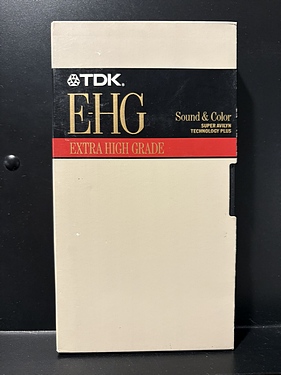 TDK®
E-HG
Sound & Color
SUPER AVILYN
TECHNOLOGY PLUS
EXTRA HIGH GRADE